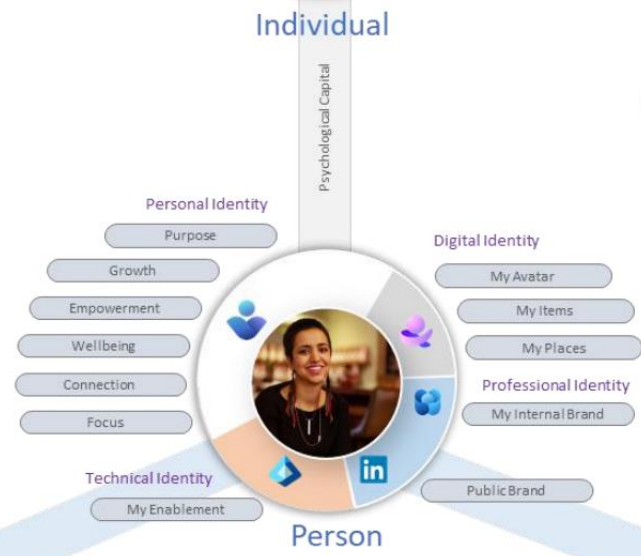 Individual
Psychological Capital
Personal Identity
Purpose
Growth
Empowerment
Wellbeing
Connection
Focus
Technical Identity
My Enablement
Digital Identity
My Avatar
My Items
My Places
Professional Identity
My Internal Brand
in
Public Brand
Person